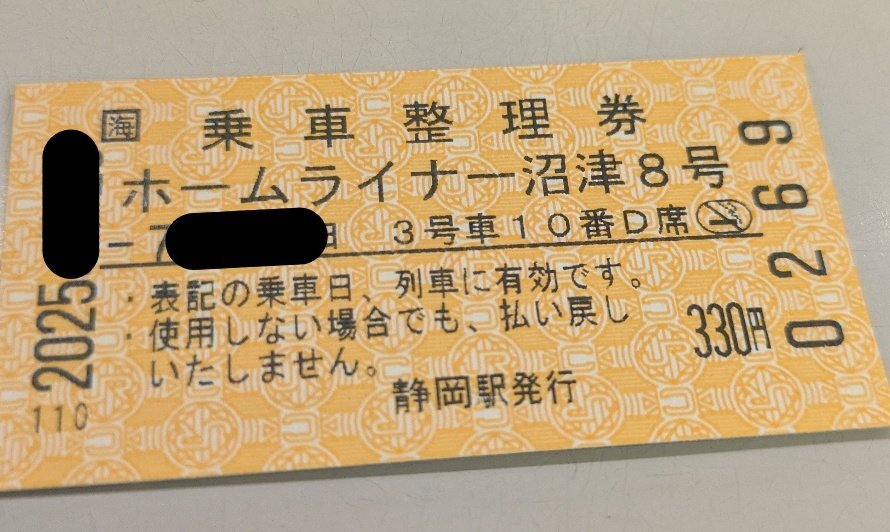 海 乗車整理券
ホームライナー沼津8号
-7 日 3号車10番D席
・表記の乗車日、列車に有効です。
・使用しない場合でも、払い戻し
いたしません。
330円
静岡駅発行
2025
110
0269